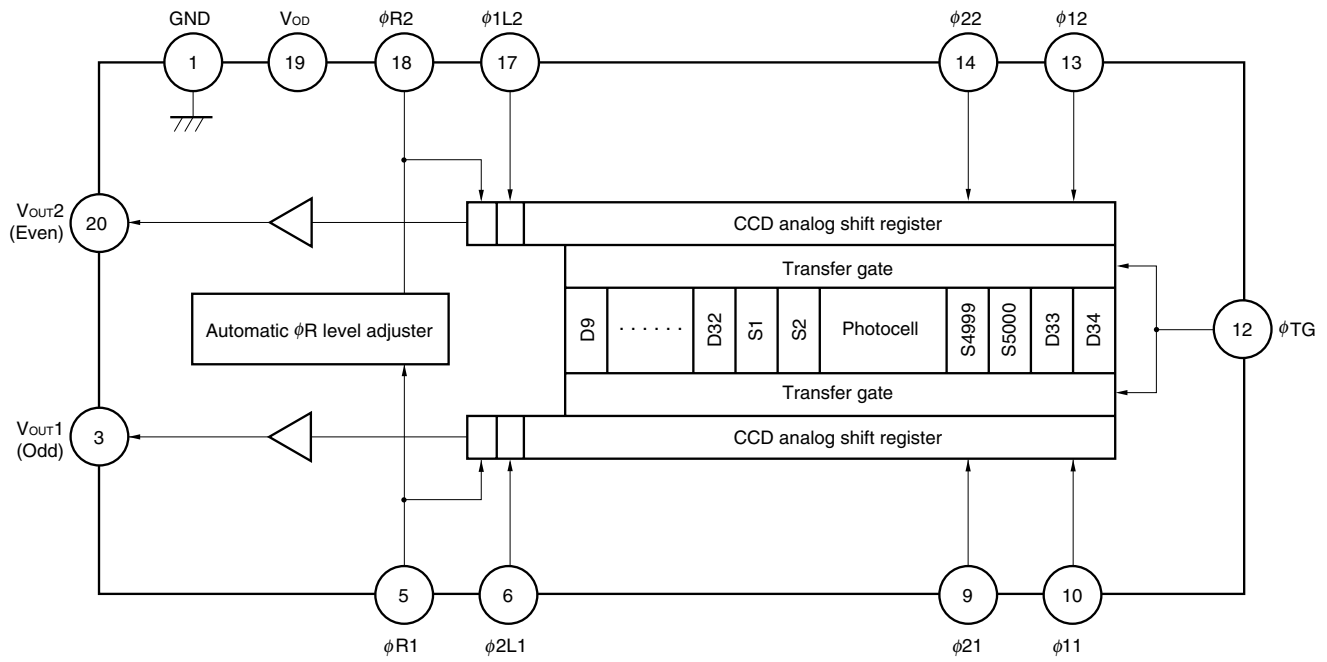 GND
VOD
ϕR2
ϕ1L2
ϕ22
ϕ12
1
19
18
17
14
13
VOUT2
(Even)
20
CCD analog shift register
Transfer gate
Automatic ϕR level adjuster
D9
· · · · · ·
D32
S1
S2
Photocell
S4999
S5000
D33
D34
12
ϕTG
Transfer gate
VOUT1
(Odd)
3
CCD analog shift register
5
6
9
10
ϕR1
ϕ2L1
ϕ21
ϕ11